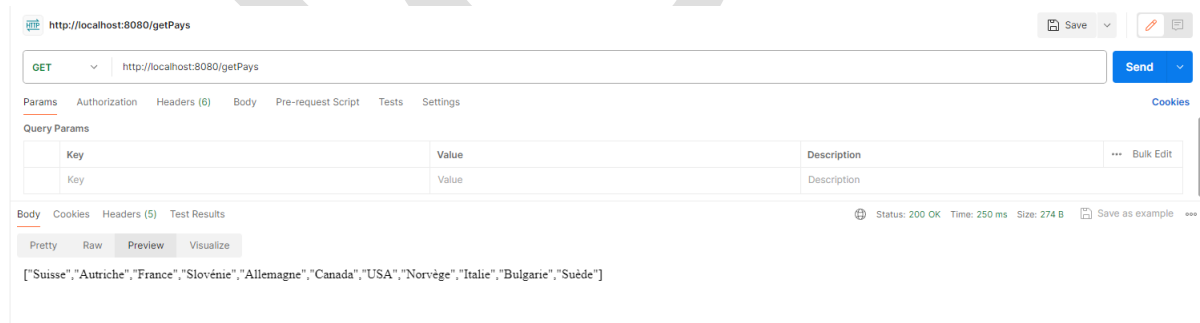 HTTP http://localhost:8080/getPays Save
GET http://localhost:8080/getPays Send
Params Authorization Headers (6) Body Pre-request Script Tests Settings Cookies
Query Params
Key Value Description ••• Bulk Edit
Key Value Description
Body Cookies Headers (5) Test Results Status: 200 OK Time: 250 ms Size: 274 B Save as example
Pretty Raw Preview Visualize
["Suisse","Autriche","France","Slovénie","Allemagne","Canada","USA","Norvège","Italie","Bulgarie","Suède"]